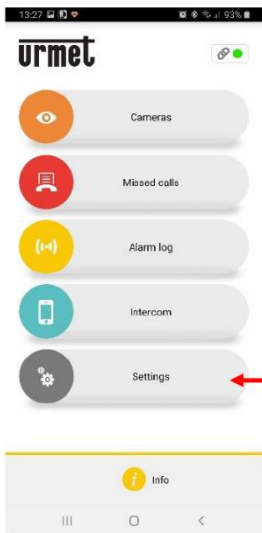 13:27 93%
urmet
Cameras
Missed calls
Alarm log
Intercom
Settings
i Info